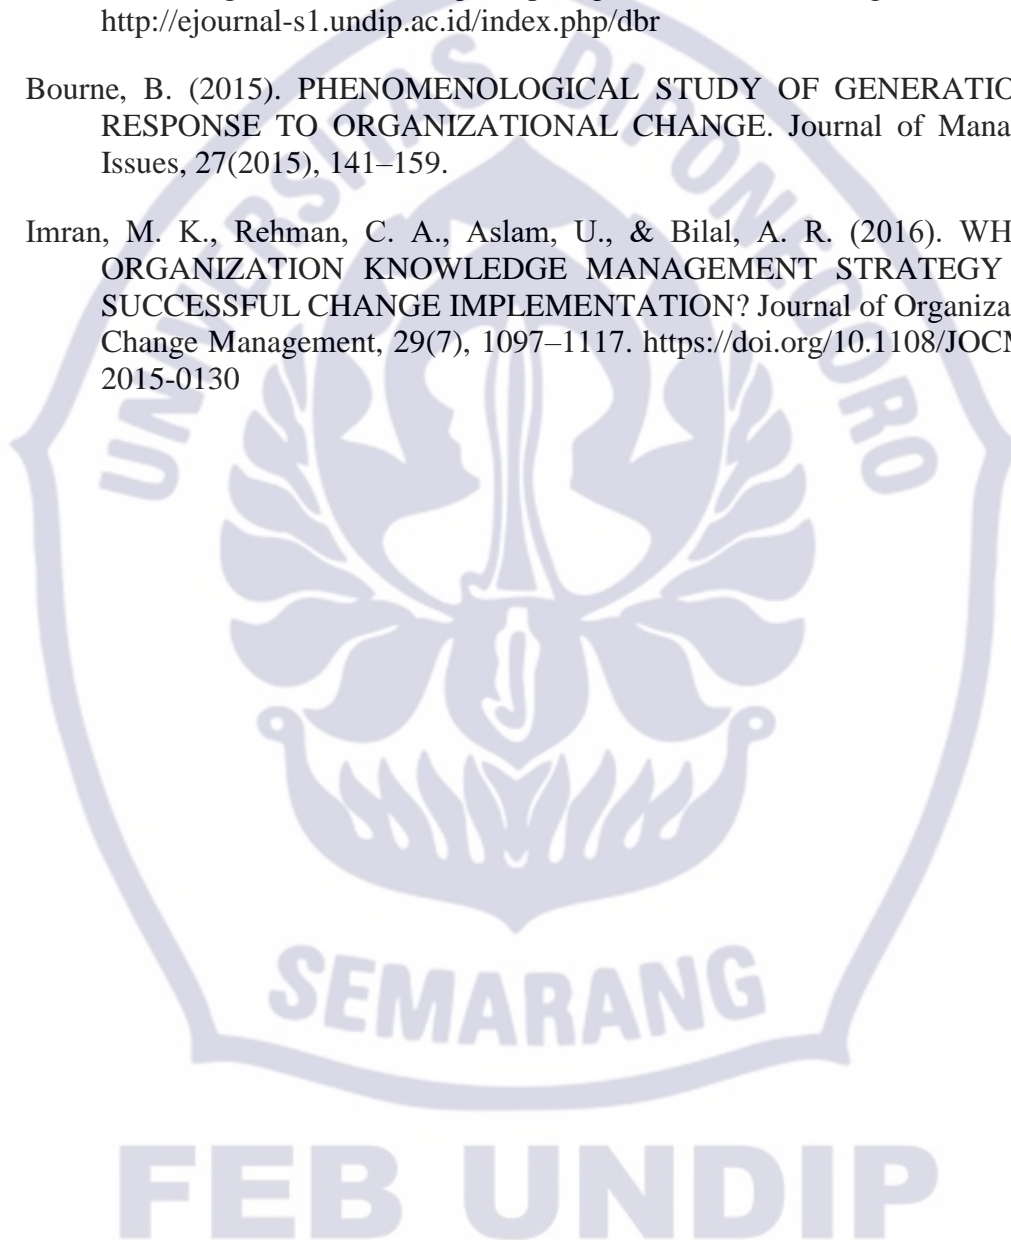 http://ejournal-s1.undip.ac.id/index.php/dbr
Bourne, B. (2015). PHENOMENOLOGICAL STUDY OF GENERATIO
RESPONSE TO ORGANIZATIONAL CHANGE. Journal of Mana
Issues, 27(2015), 141–159.
Imran, M. K., Rehman, C. A., Aslam, U., & Bilal, A. R. (2016). WH
ORGANIZATION KNOWLEDGE MANAGEMENT STRATEGY
SUCCESSFUL CHANGE IMPLEMENTATION? Journal of Organiza
Change Management, 29(7), 1097–1117. https://doi.org/10.1108/JOCM
2015-0130
UNIVERSITAS DIPONEGORO
SEMARANG
FEB UNDIP